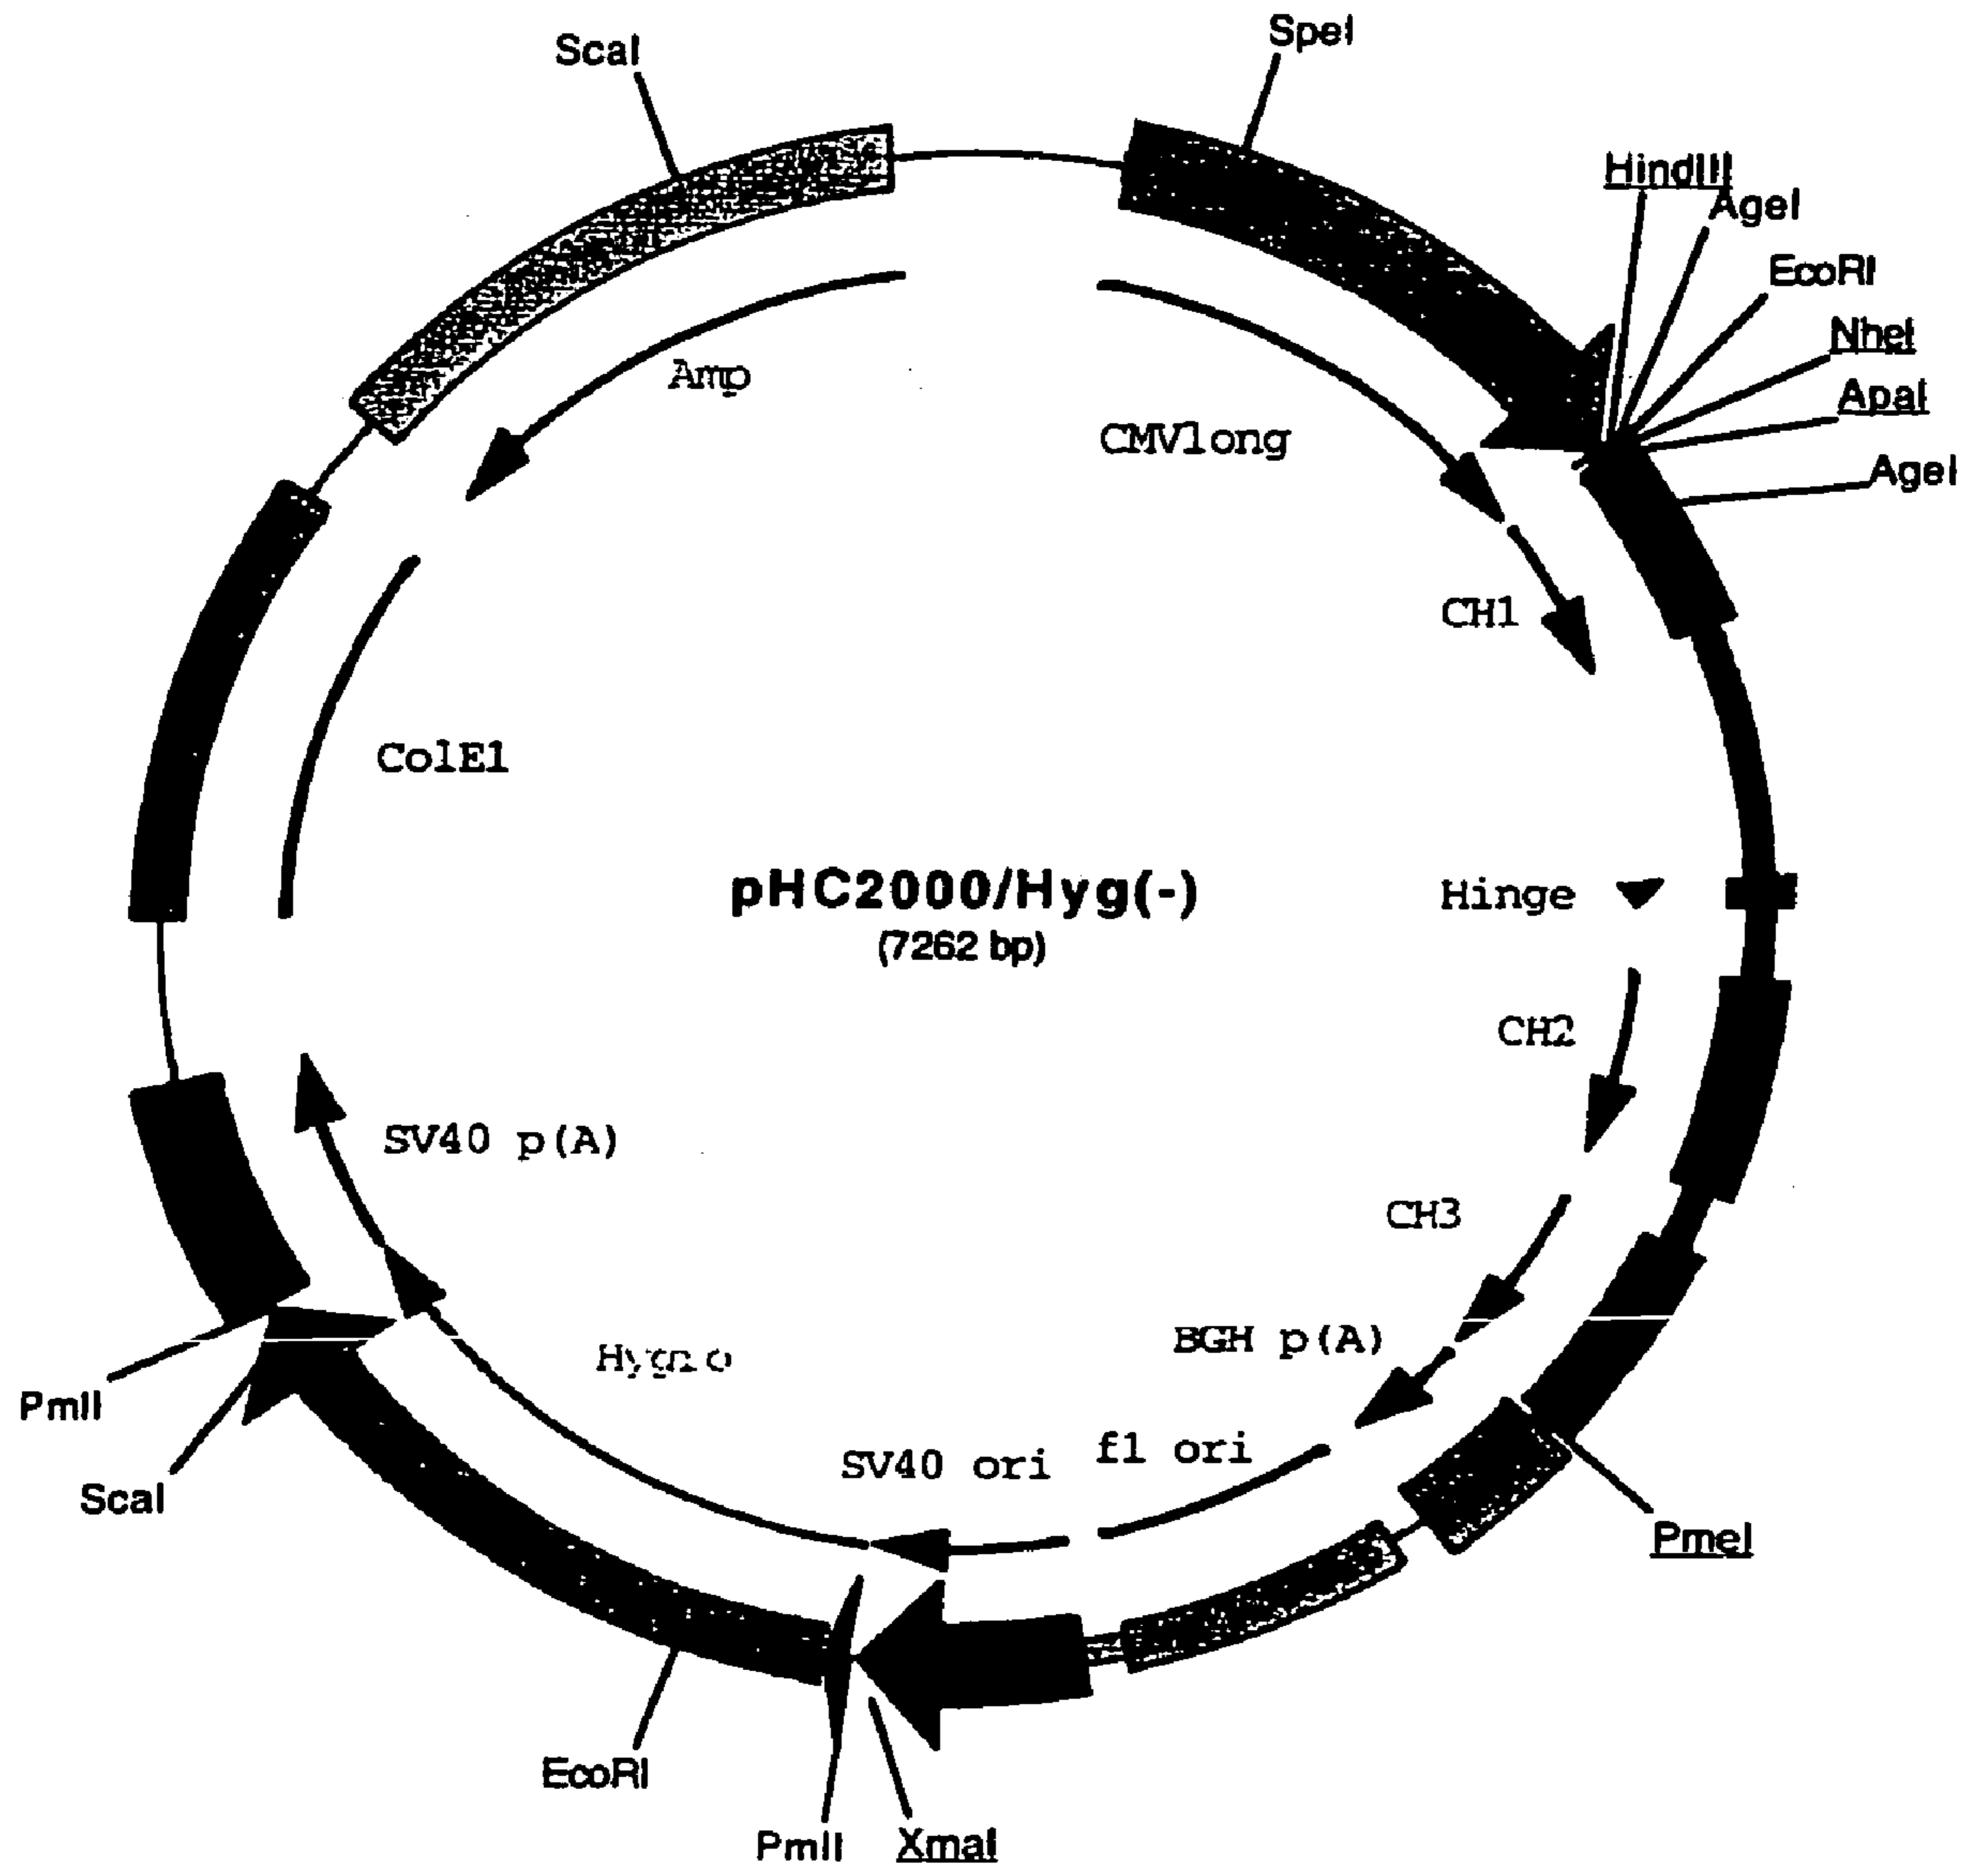 SpeI
ScaI
HindIII
AgeI
EcoRI
NheI
Amp
ApaI
CMVlong
AgeI
CH1
ColE1
pHC2000/Hyg(-)
Hinge
(7262 bp)
CH2
SV40 p(A)
CH3
BGH p(A)
PmlI
SV40 ori
f1 ori
ScaI
PmeI
EcoRI
PmlI
XmaI